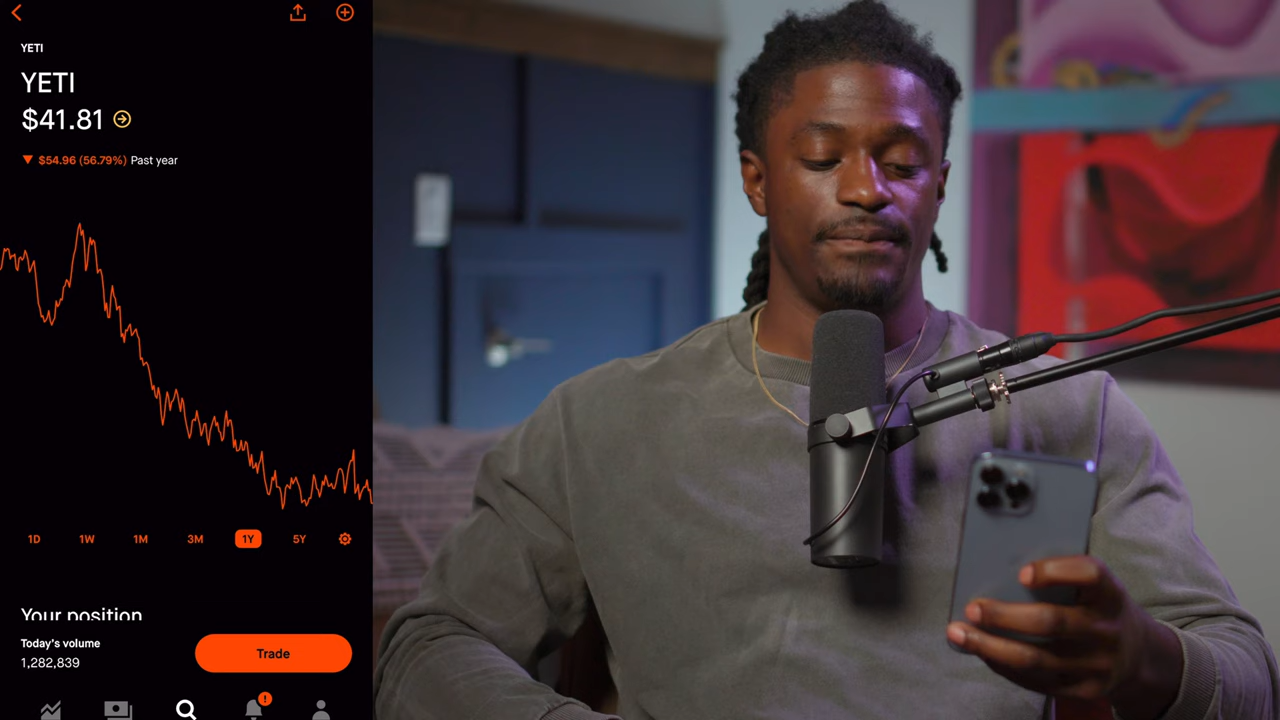 YETI
YETI
$41.81
$54.96 (56.79%) Past year
1D 1W 1M 3M 1Y 5Y
Your position
Today's volume
1,282,839
Trade
!